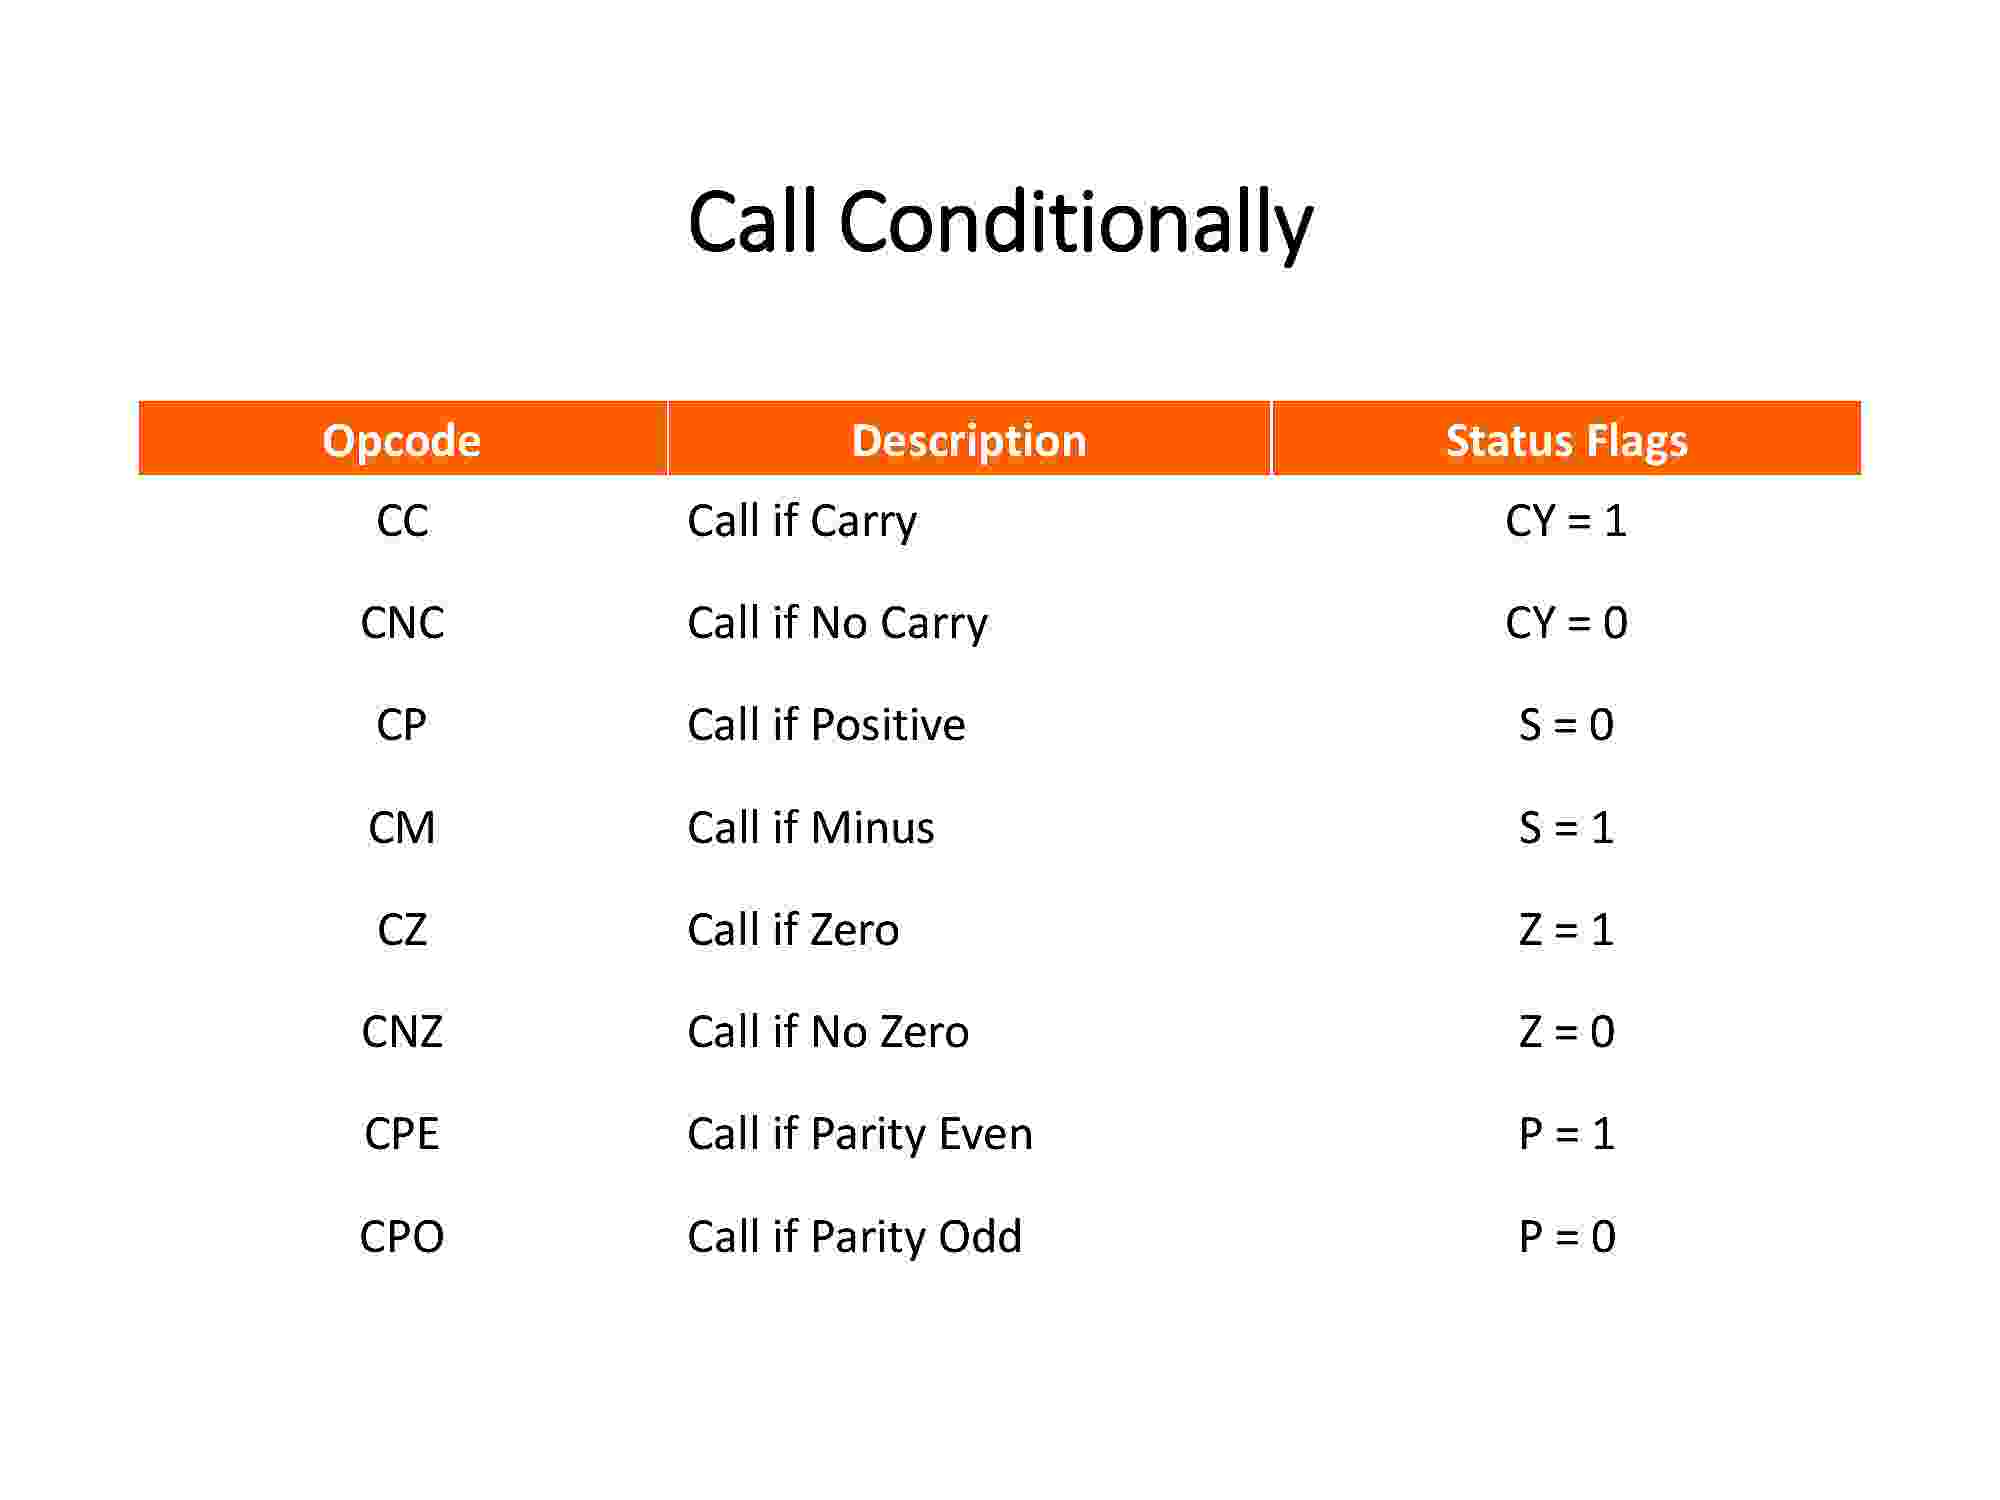 Call Conditionally
Opcode Description Status Flags
CC Call if Carry CY = 1
CNC Call if No Carry CY = 0
CP Call if Positive S = 0
CM Call if Minus S = 1
CZ Call if Zero Z = 1
CNZ Call if No Zero Z = 0
CPE Call if Parity Even P = 1
CPO Call if Parity Odd P = 0